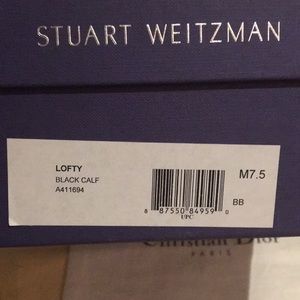 STUART WEITZMAN
LOFTY
BLACK CALF
A411694
M7.5
8 87550 84959 0
UPC
BB
Christian Dior
PARIS